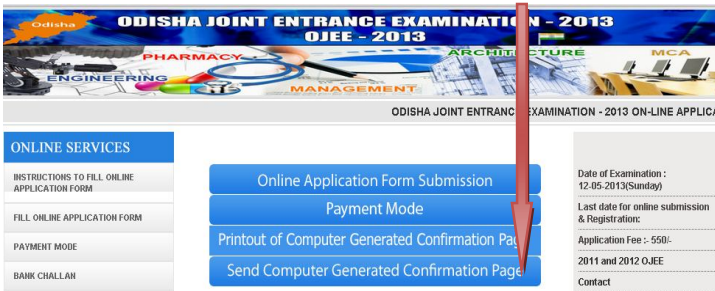 Odisha
ODISHA JOINT ENTRANCE EXAMINATION - 2013
OJEE - 2013
PHARMACY
ARCHITECTURE
MCA
ENGINEERING
MANAGEMENT
ODISHA JOINT ENTRANCE EXAMINATION - 2013 ON-LINE APPLICA
ONLINE SERVICES
INSTRUCTIONS TO FILL ONLINE
APPLICATION FORM
FILL ONLINE APPLICATION FORM
PAYMENT MODE
BANK CHALLAN
Online Application Form Submission
Payment Mode
Printout of Computer Generated Confirmation Page
Send Computer Generated Confirmation Page
Date of Examination :
12-05-2013(Sunday)
Last date for online submission
& Registration:
Application Fee :- 550/-
2011 and 2012 OJEE
Contact